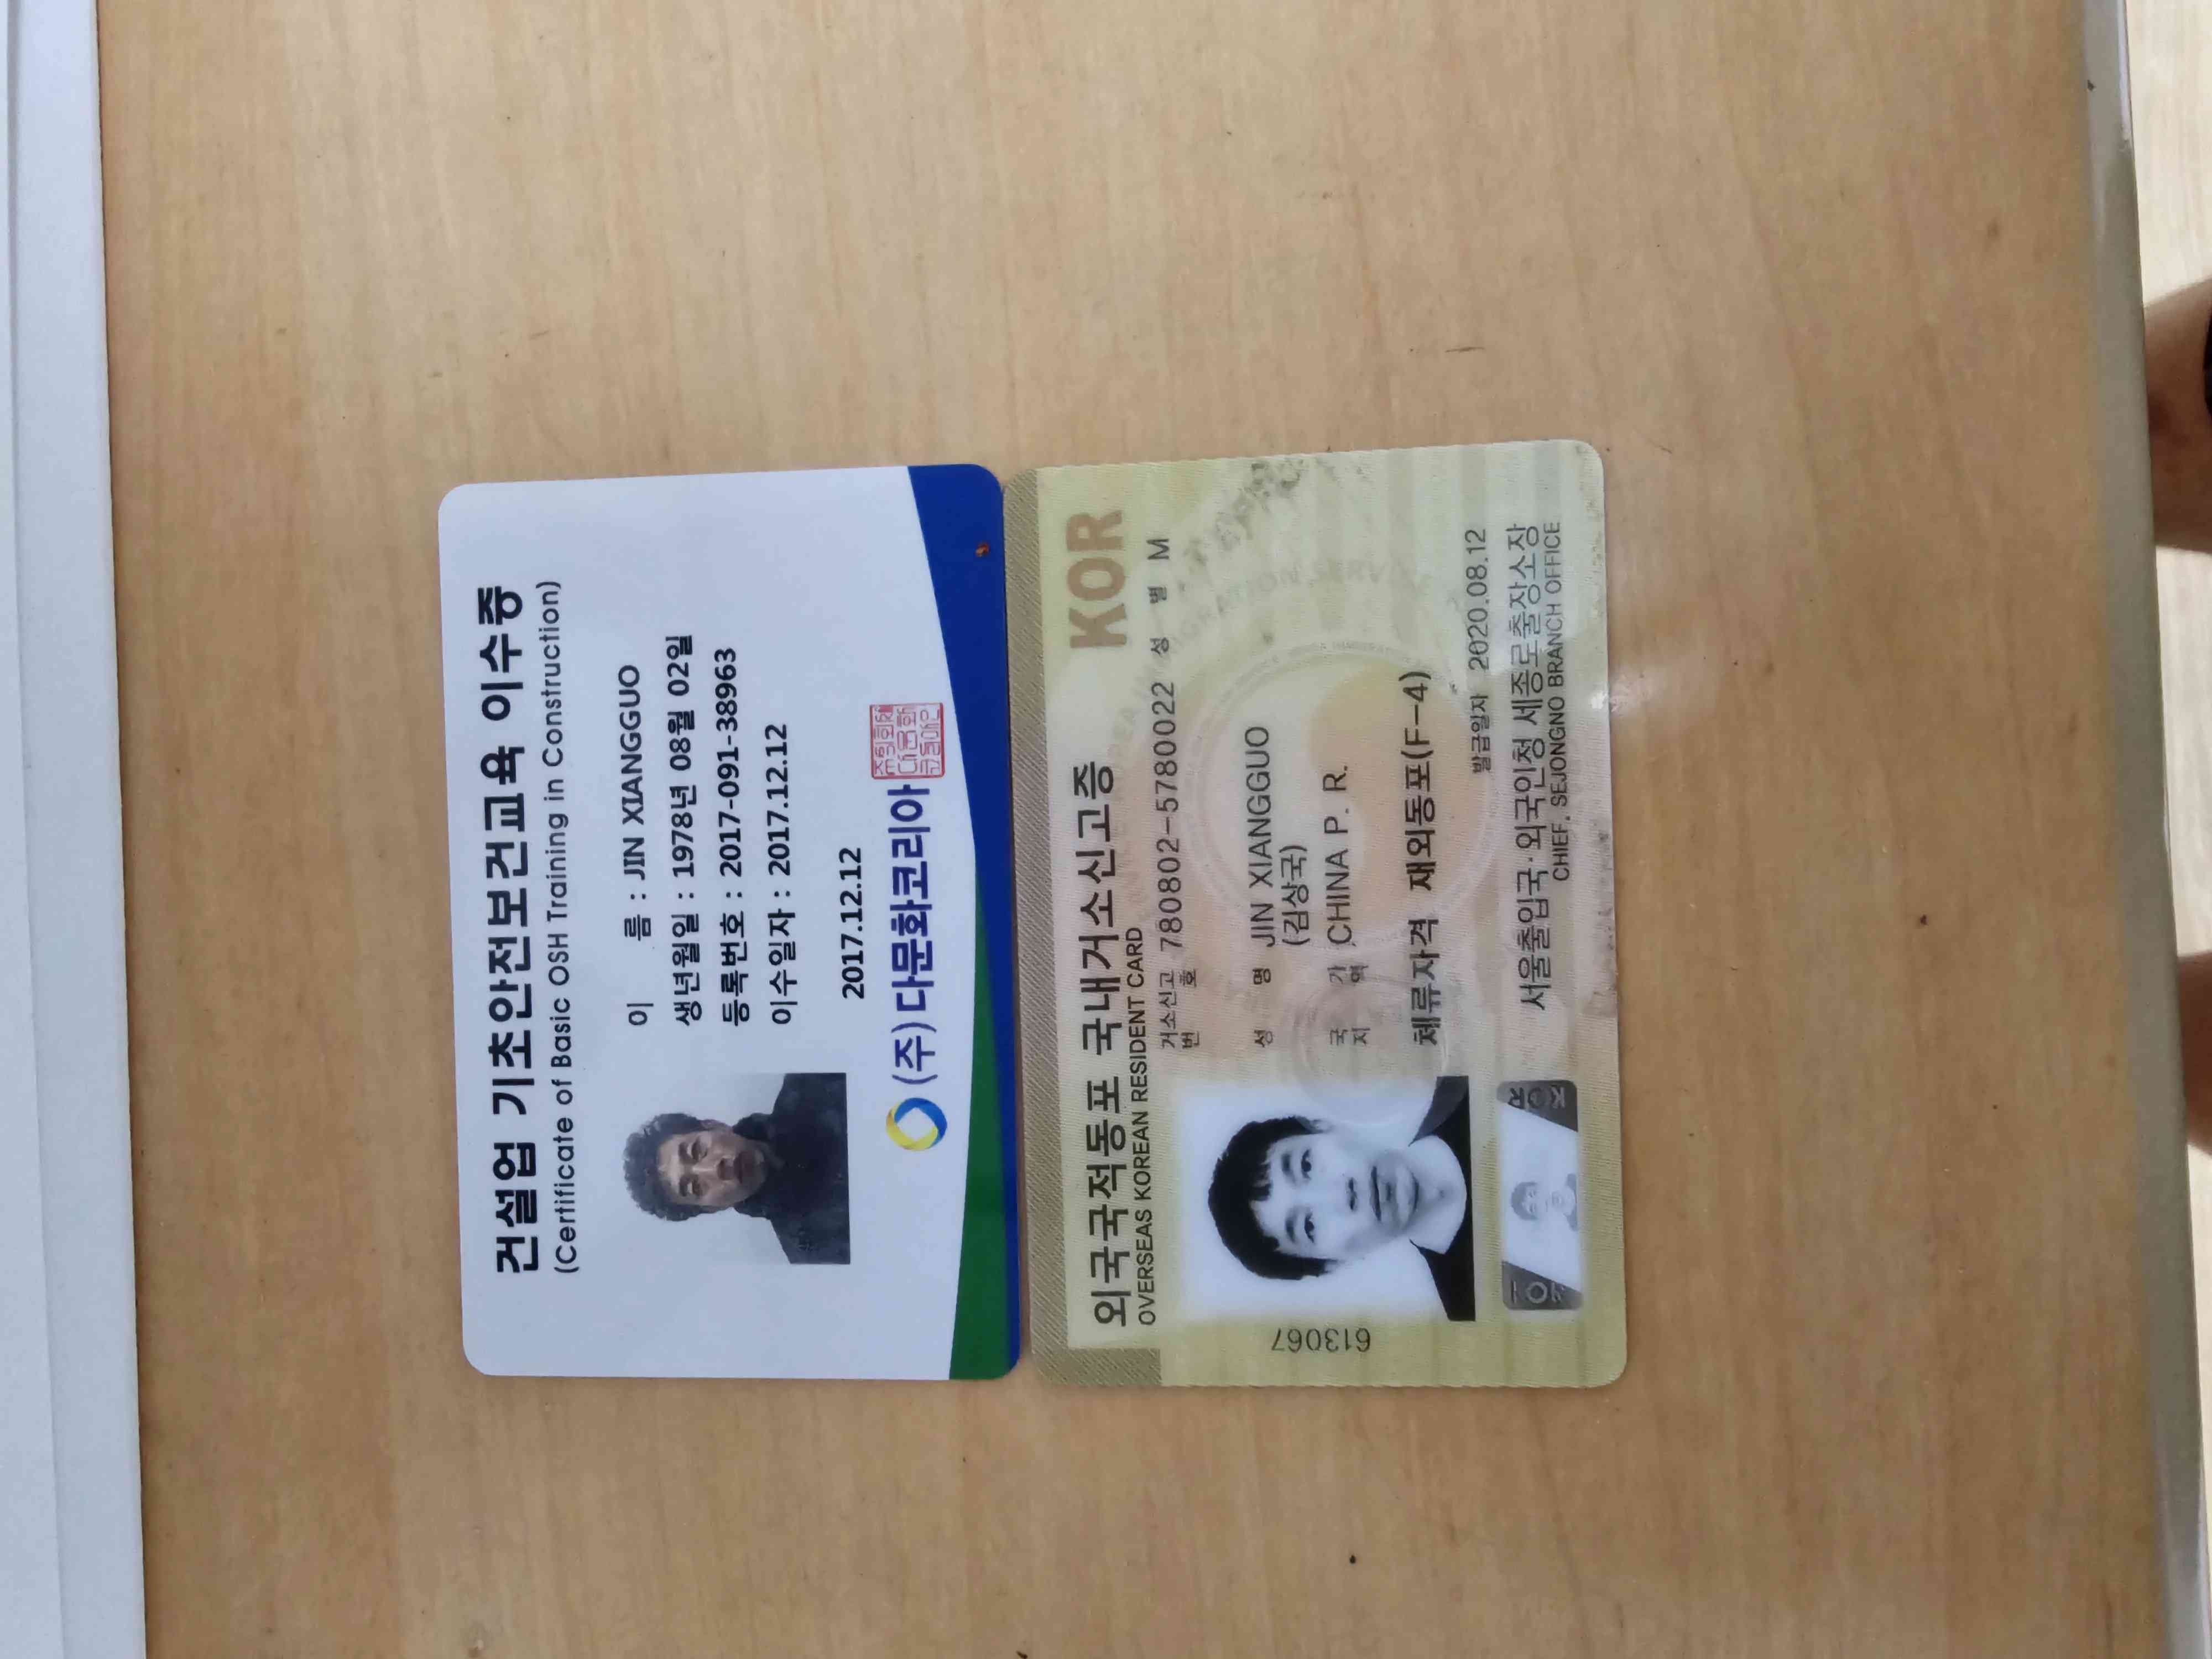 건설업 기초안전보건교육 이수증
(Certificate of Basic OSH Training in Construction)
이 름 : JIN XIANGGUO
생년월일 : 1978년 08월 02일
등록번호 : 2017-091-38963
이수일자 : 2017.12.12
2017.12.12
(주)다문화코리아
외국국적동포 국내거소신고증
KOR
OVERSEAS KOREAN RESIDENT CARD
거소신고번호 780802-5780022 성 별 M
성 명 JIN XIANGGUO
(김상국)
국가지역 CHINA P. R.
체류자격 재외동포(F-4)
발급일자 2020.08.12
서울출입국·외국인청 세종로출장소장
CHIEF, SEJONGNO BRANCH OFFICE
613067